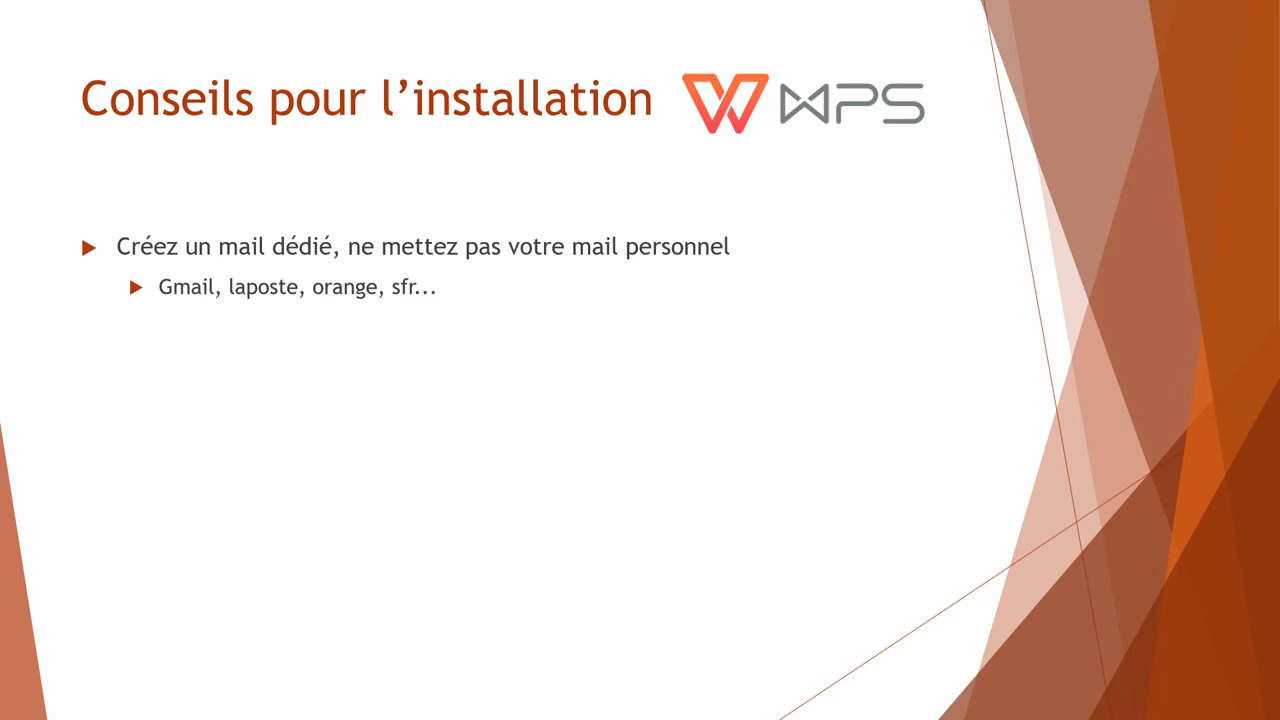 Conseils pour l’installation WPS
Créez un mail dédié, ne mettez pas votre mail personnel
Gmail, laposte, orange, sfr...